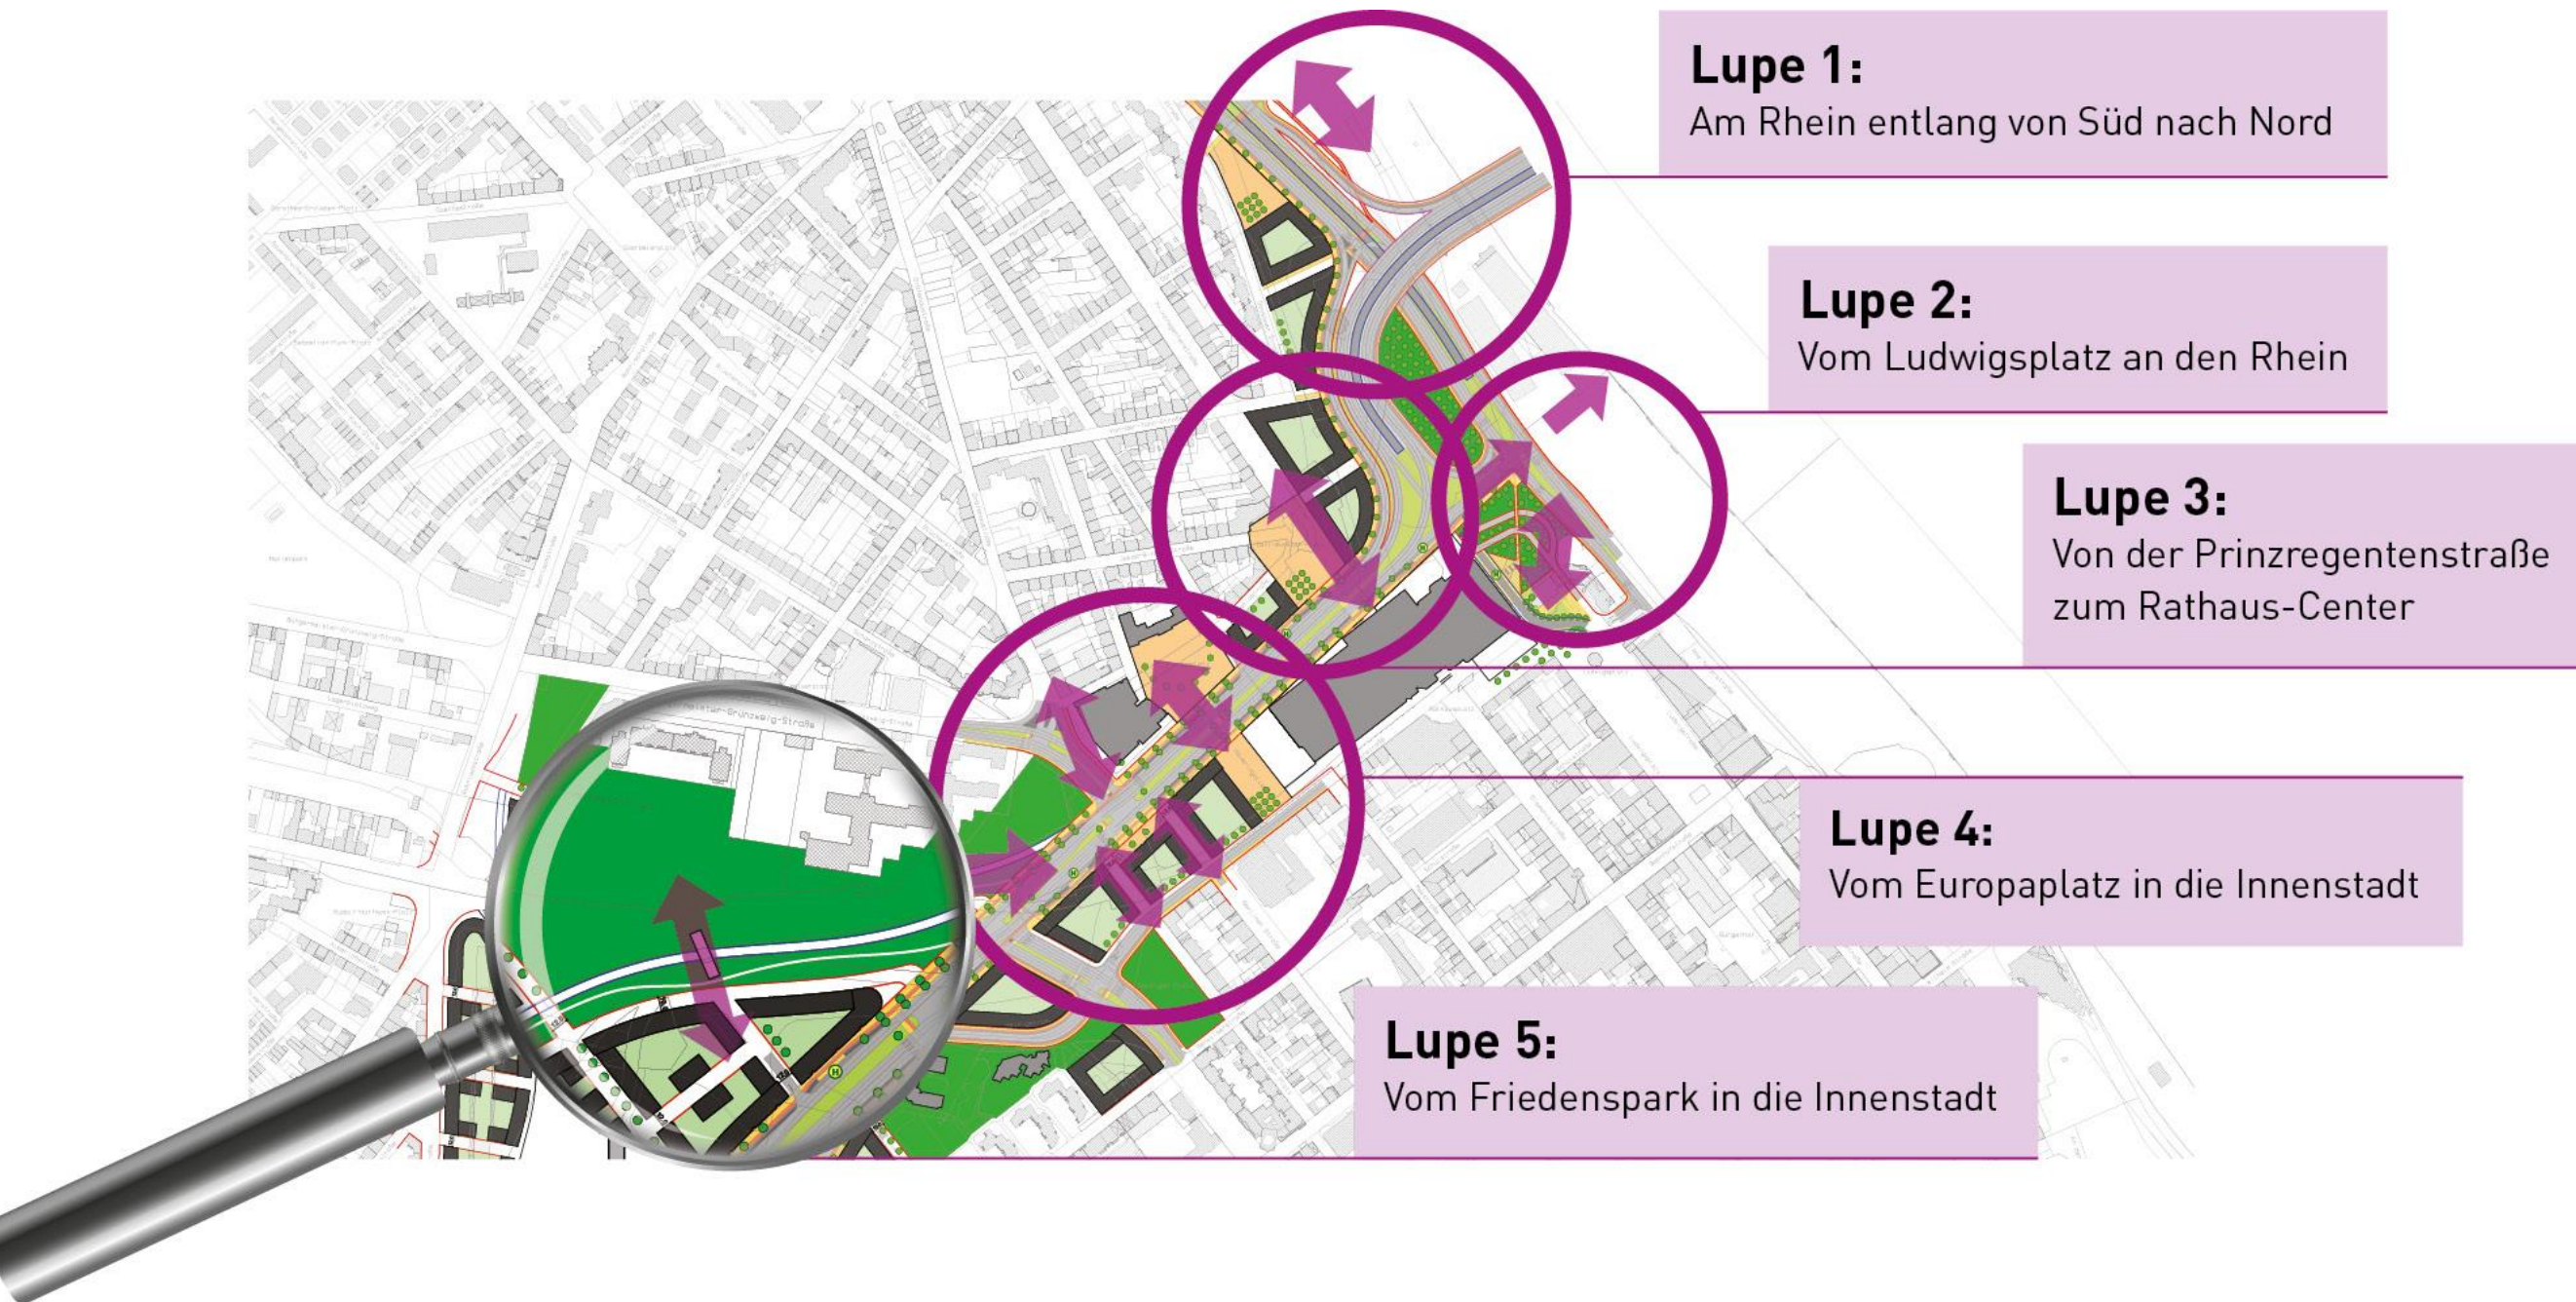 Lupe 1:
Am Rhein entlang von Süd nach Nord
Lupe 2:
Vom Ludwigsplatz an den Rhein
Lupe 3:
Von der Prinzregentenstraße
zum Rathaus-Center
Lupe 4:
Vom Europaplatz in die Innenstadt
Lupe 5:
Vom Friedenspark in die Innenstadt